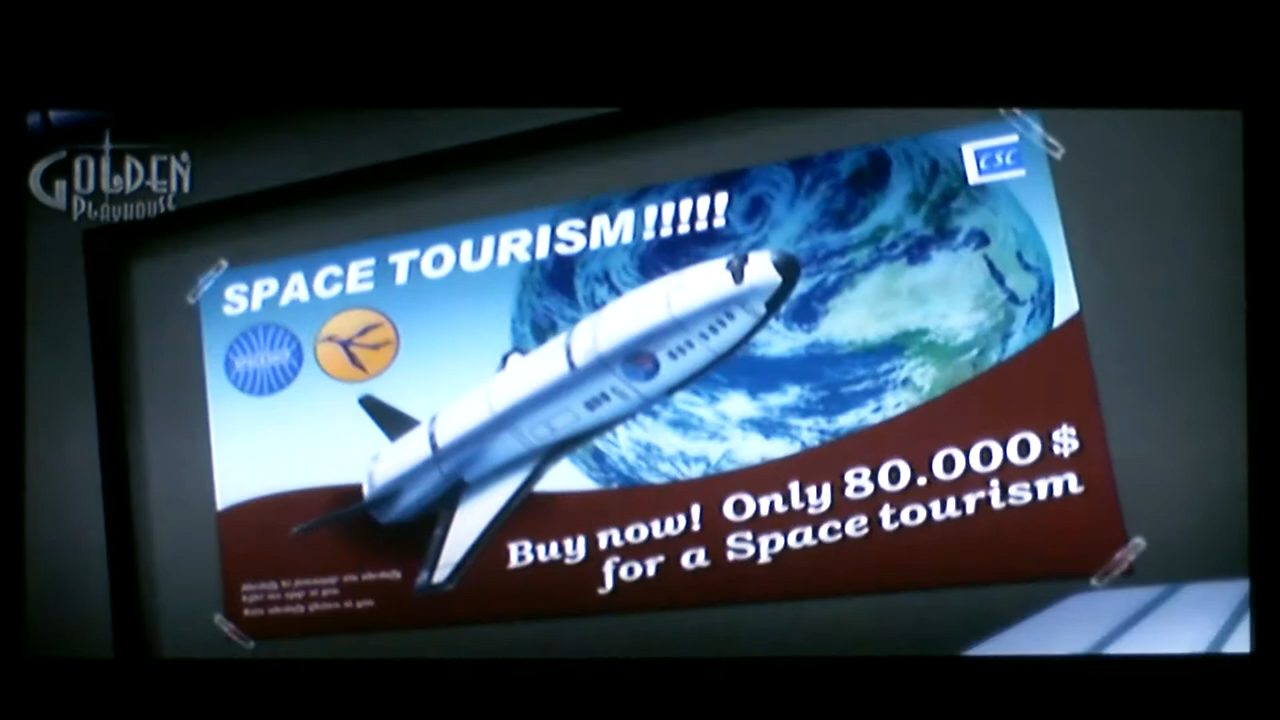 GOLDEN
PLAYHOUSE
CSC
SPACE TOURISM!!!!!
Buy now! Only 80.000 $
for a Space tourism